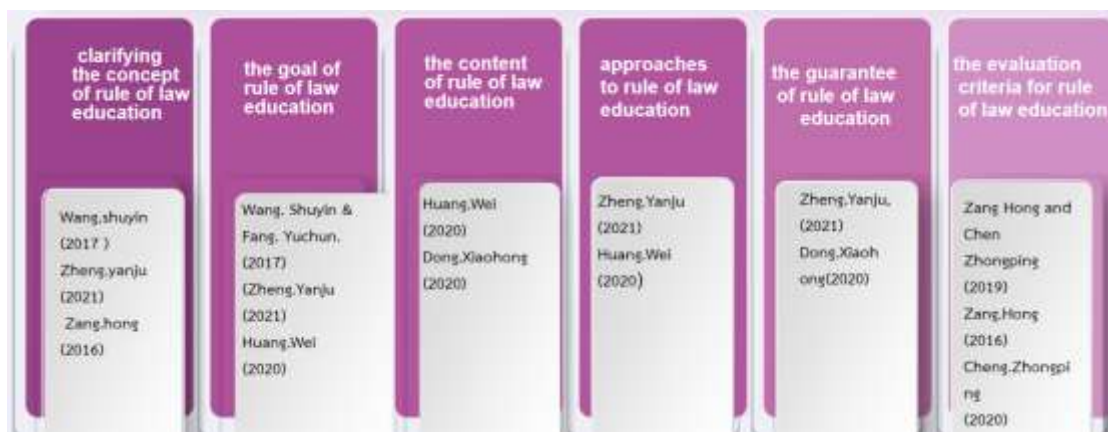 clarifying
the concept
of rule of law
education
Wang,shuyin
(2017 )
Zheng.yanju
(2021)
Zang.hong
(2016)
the goal of
rule of law
education
Wang. Shuyin &
Fang. Yuchun.
(2017)
(Zheng.Yanju
(2021)
Huang.Wei
(2020)
the content
of rule of law
education
Huang.Wei
(2020)
Dong.Xiaohong
(2020)
approaches
to rule of law
education
Zheng.Yanju
(2021)
Huang.Wei
(2020)
the guarantee
of rule of law
education
Zheng.Yanju,
(2021)
Dong.Xiaoh
ong(2020)
the evaluation
criteria for rule
of law education
Zang Hong and
Chen
Zhongping
(2019)
Zang.Hong
(2016)
Cheng.Zhongpi
ng
(2020)